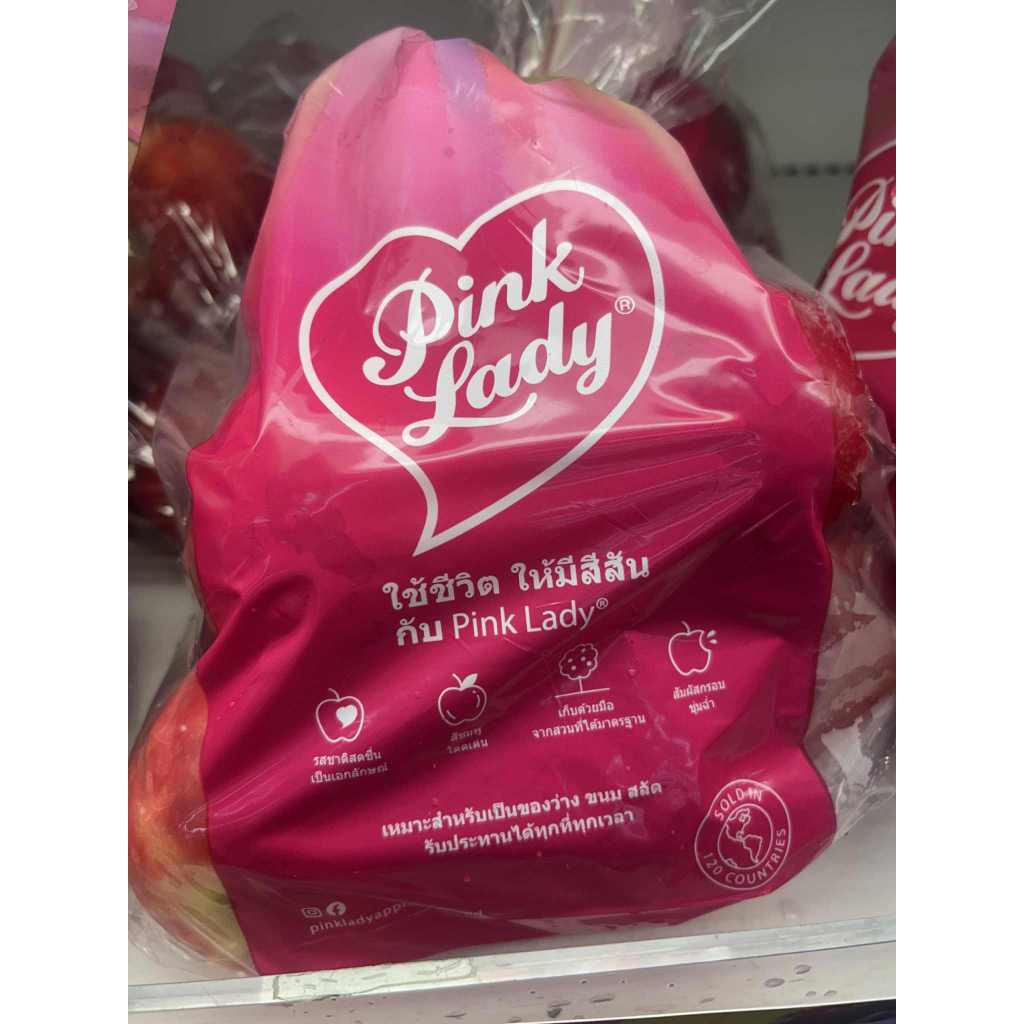 Pink
Lady®
ใช้ชีวิต ให้มีสีสัน
กับ Pink Lady®
รสชาติสดชื่น
เป็นเอกลักษณ์
สีชมพู
โดดเด่น
เก็บด้วยมือ
จากสวนที่ได้มาตรฐาน
สัมผัสกรอบ
ชุ่มฉ่ำ
เหมาะสำหรับเป็นของว่าง ขนม สลัด
รับประทานได้ทุกที่ทุกเวลา
SOLD IN
120 COUNTRIES
Lady